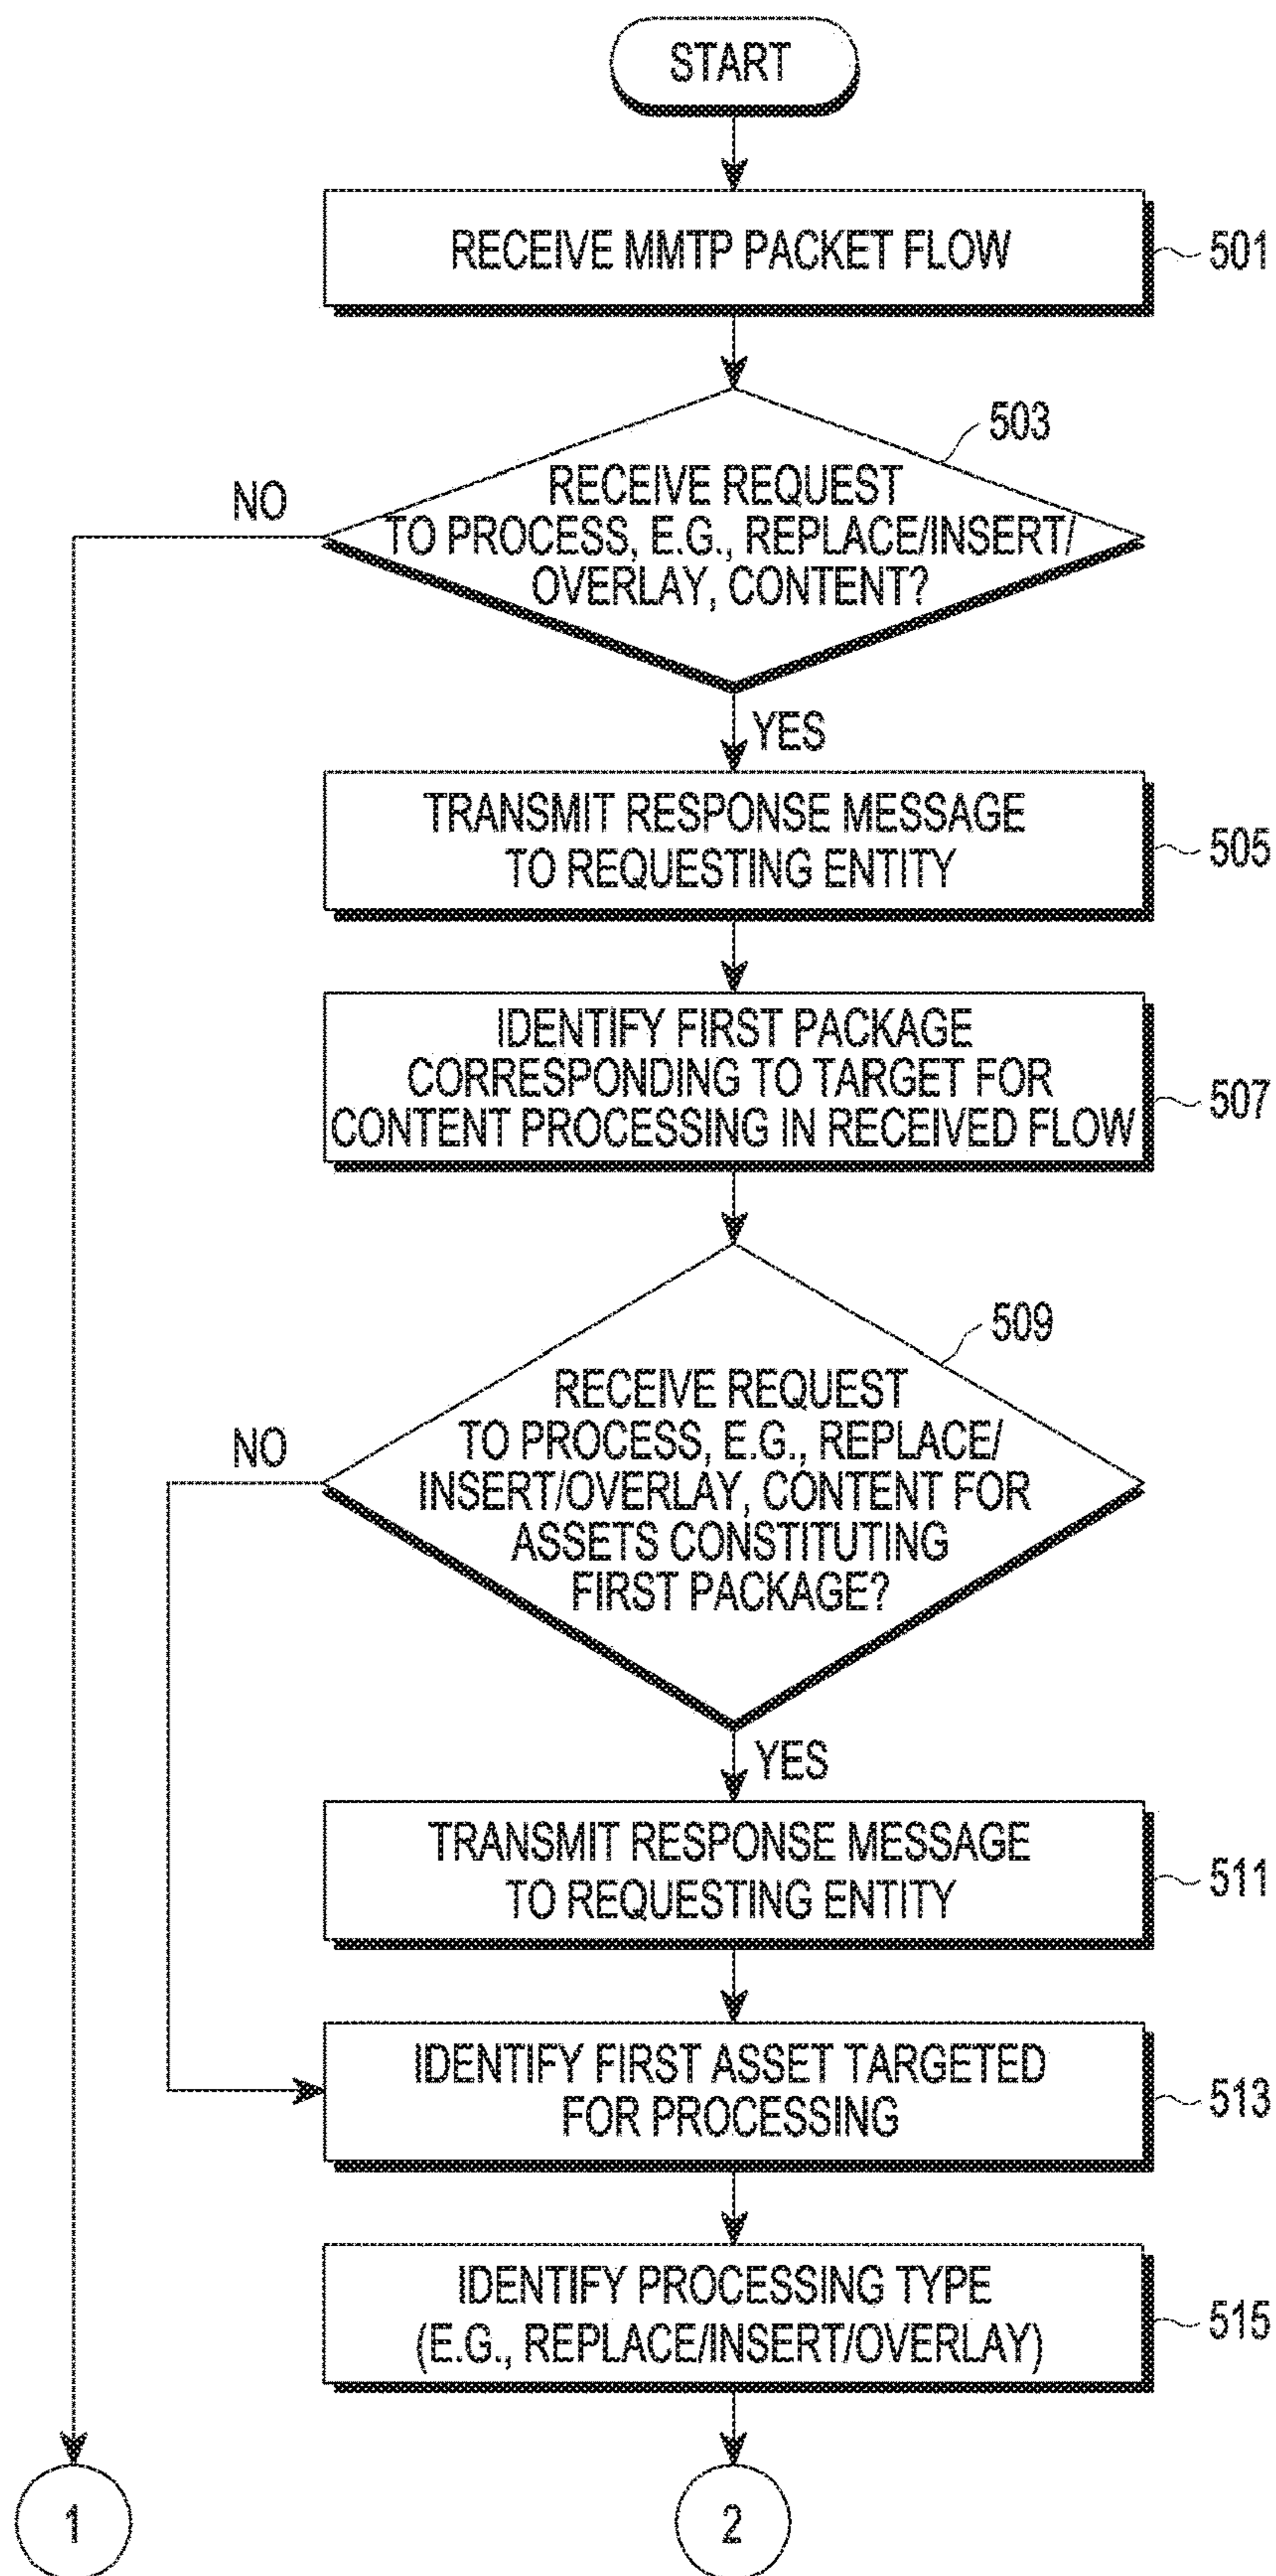 START
RECEIVE MMTP PACKET FLOW
501
503
RECEIVE REQUEST
TO PROCESS, E.G., REPLACE/INSERT/
OVERLAY, CONTENT?
NO
YES
TRANSMIT RESPONSE MESSAGE
TO REQUESTING ENTITY
505
IDENTIFY FIRST PACKAGE
CORRESPONDING TO TARGET FOR
CONTENT PROCESSING IN RECEIVED FLOW
507
509
RECEIVE REQUEST
TO PROCESS, E.G., REPLACE/
INSERT/OVERLAY, CONTENT FOR
ASSETS CONSTITUTING
FIRST PACKAGE?
NO
YES
TRANSMIT RESPONSE MESSAGE
TO REQUESTING ENTITY
511
IDENTIFY FIRST ASSET TARGETED
FOR PROCESSING
513
IDENTIFY PROCESSING TYPE
(E.G., REPLACE/INSERT/OVERLAY)
515
1
2